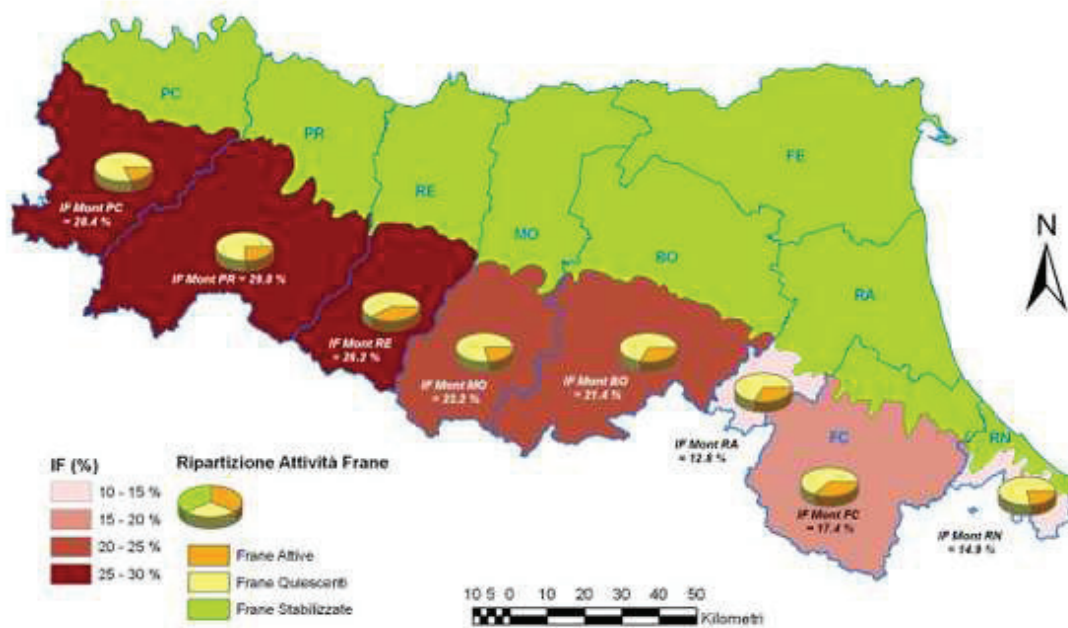 PC
PR
RE
MO
BO
FE
RA
FC
RN
N
IF Mont PC
= 28.4 %
IF Mont PR = 29.8 %
IF Mont RE
= 26.2 %
IF Mont MO
IF Mont BO
= 21.4 %
IF Mont RA
= 12.8 %
IF Mont FC
= 17.4 %
IF Mont RN
= 14.9 %
IF (%)
10 - 15 %
15 - 20 %
20 - 25 %
25 - 30 %
Ripartizione Attività Frane
Frane Attive
Frane Quiescenti
Frane Stabilizzate
10 5 0 10 20 30 40 50
Kilometri